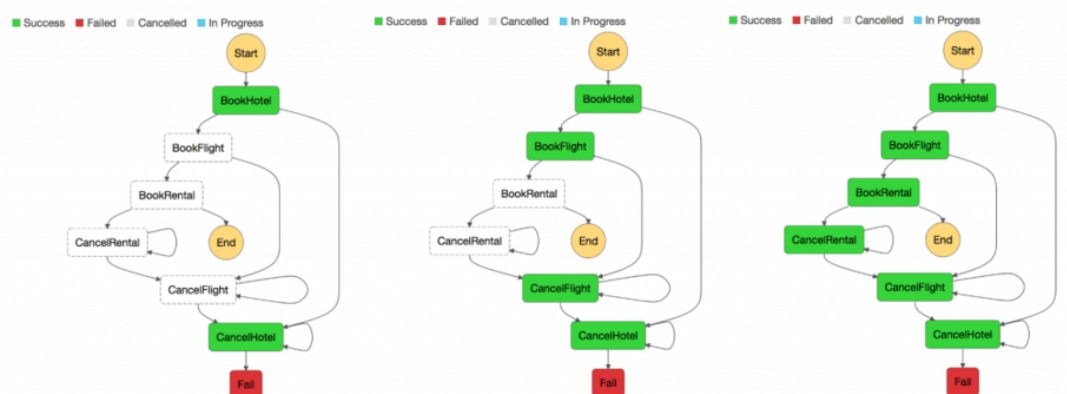 Success Failed Cancelled In Progress
Start
BookHotel
BookFlight
BookRental
CancelRental
End
CancelFlight
CancelHotel
Fail
Success Failed Cancelled In Progress
Start
BookHotel
BookFlight
BookRental
CancelRental
End
CancelFlight
CancelHotel
Fail
Success Failed Cancelled In Progress
Start
BookHotel
BookFlight
BookRental
CancelRental
End
CancelFlight
CancelHotel
Fail